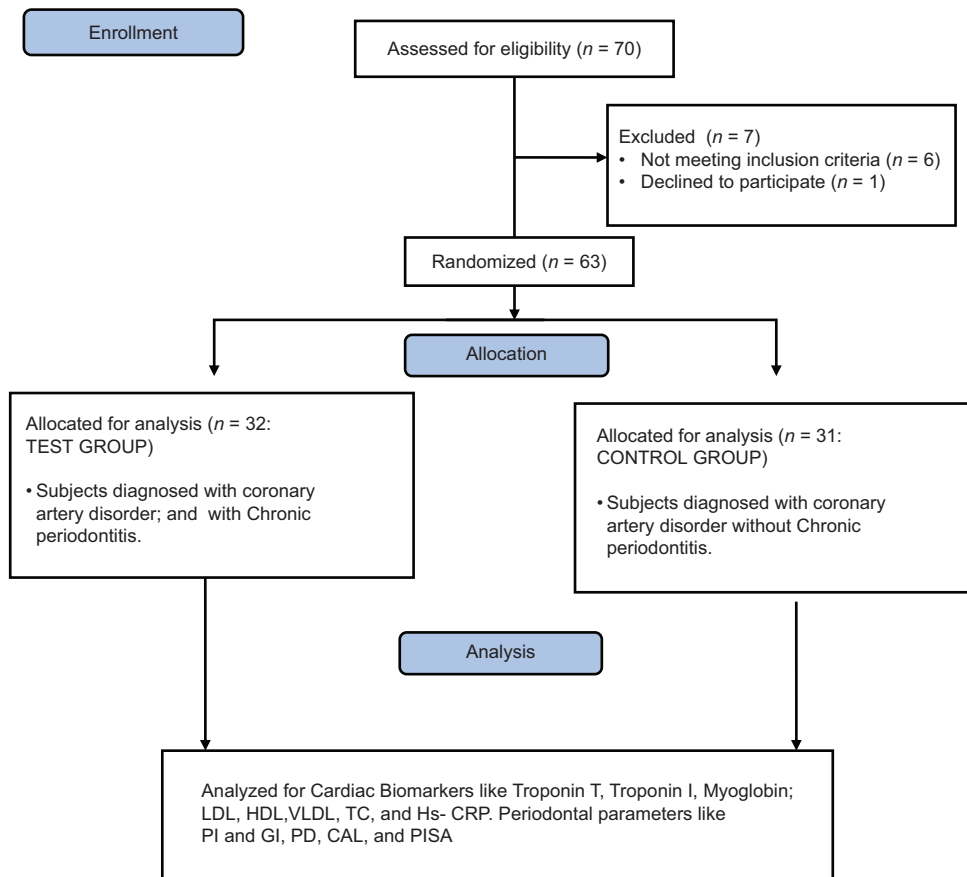 Enrollment
Assessed for eligibility (n = 70)
Excluded (n = 7)
• Not meeting inclusion criteria (n = 6)
• Declined to participate (n = 1)
Randomized (n = 63)
Allocation
Allocated for analysis (n = 32:
TEST GROUP)
• Subjects diagnosed with coronary
artery disorder; and with Chronic
periodontitis.
Allocated for analysis (n = 31:
CONTROL GROUP)
• Subjects diagnosed with coronary
artery disorder without Chronic
periodontitis.
Analysis
Analyzed for Cardiac Biomarkers like Troponin T, Troponin I, Myoglobin;
LDL, HDL,VLDL, TC, and Hs- CRP. Periodontal parameters like
PI and GI, PD, CAL, and PISA